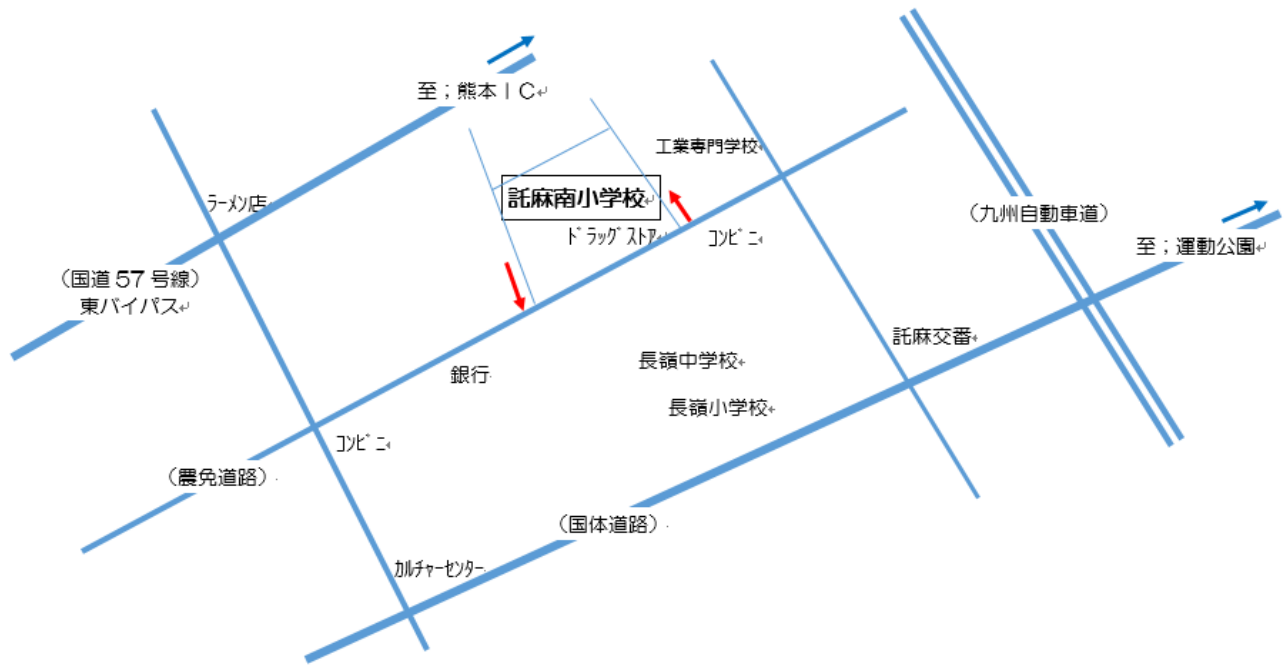 至；熊本ＩＣ
工業専門学校
託麻南小学校
ラーメン店
ドラッグストア
コンビニ
（九州自動車道）
至；運動公園
（国道57号線）
東バイパス
託麻交番
長嶺中学校
銀行
長嶺小学校
コンビニ
（農免道路）
（国体道路）
カルチャーセンター